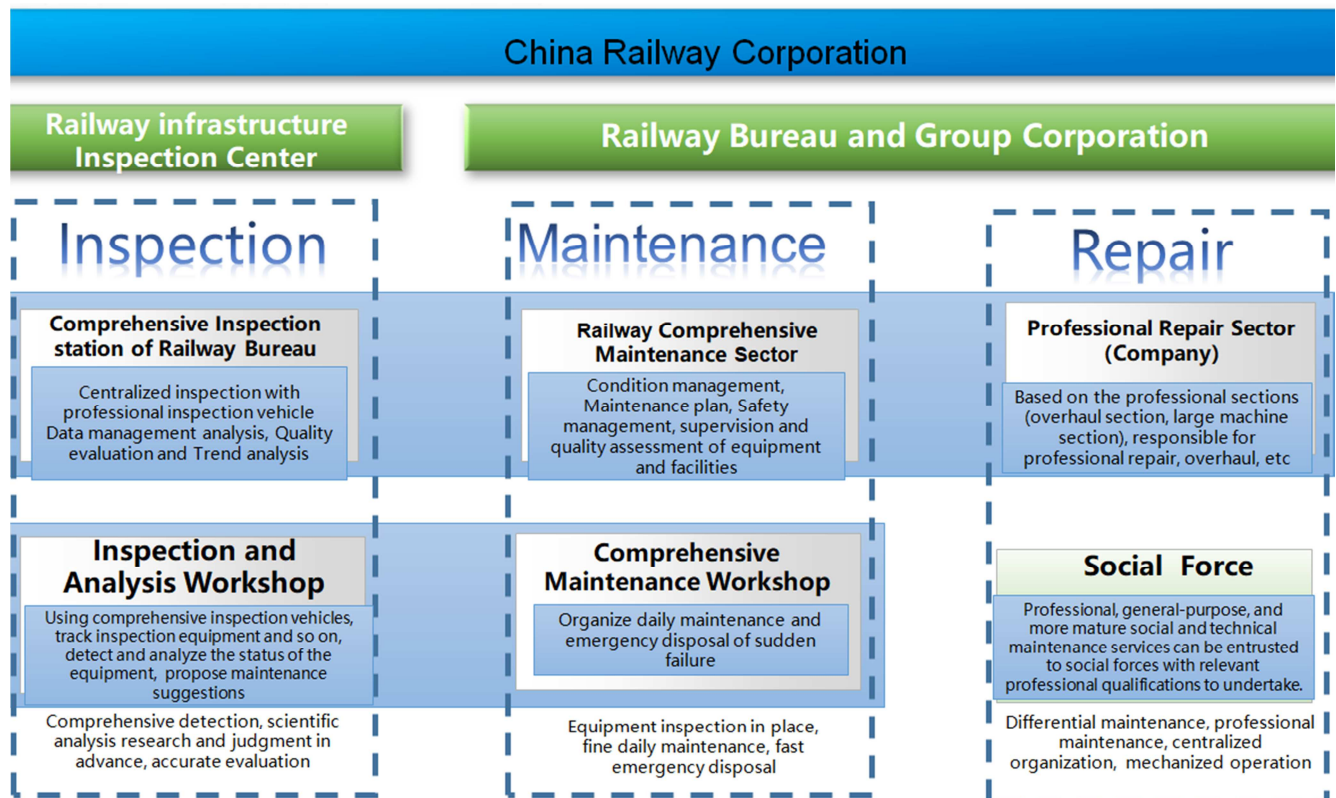 China Railway Corporation
Railway infrastructure
Inspection Center
Railway Bureau and Group Corporation
Inspection
Comprehensive Inspection
station of Railway Bureau
Centralized inspection with
professional inspection vehicle
Data management analysis, Quality
evaluation and Trend analysis
Inspection and
Analysis Workshop
Using comprehensive inspection vehicles,
track inspection equipment and so on,
detect and analyze the status of the
equipment, propose maintenance
suggestions
Comprehensive detection, scientific
analysis research and judgment in
advance, accurate evaluation
Maintenance
Railway Comprehensive
Maintenance Sector
Condition management,
Maintenance plan, Safety
management, supervision and
quality assessment of equipment
and facilities
Comprehensive
Maintenance Workshop
Organize daily maintenance and
emergency disposal of sudden
failure
Equipment inspection in place,
fine daily maintenance, fast
emergency disposal
Repair
Professional Repair Sector
(Company)
Based on the professional sections
(overhaul section, large machine
section), responsible for
professional repair, overhaul, etc
Social Force
Professional, general-purpose, and
more mature social and technical
maintenance services can be entrusted
to social forces with relevant
professional qualifications to undertake.
Differential maintenance, professional
maintenance, centralized
organization, mechanized operation